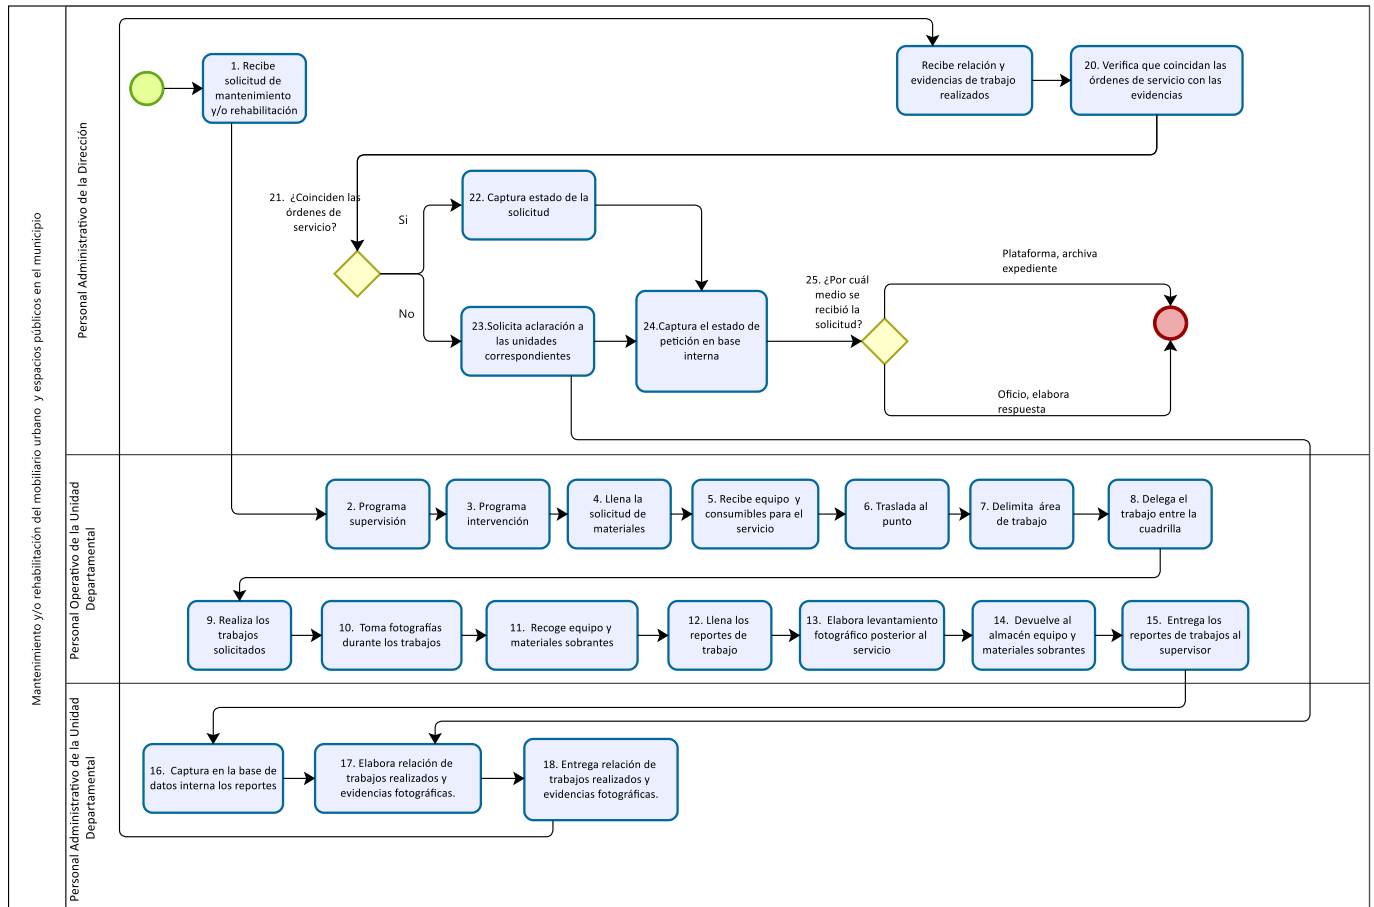 Mantenimiento y/o rehabilitación del mobiliario urbano y espacios públicos en el municipio
Personal Administrativo de la Dirección
1. Recibe
solicitud de
mantenimiento
y/o rehabilitación
Recibe relación y
evidencias de trabajo
realizados
20. Verifica que coincidan las
órdenes de servicio con las
evidencias
21. ¿Coinciden las
órdenes de
servicio?
Si
No
22. Captura estado de la
solicitud
23.Solicita aclaración a
las unidades
correspondientes
24.Captura el estado de
petición en base
interna
25. ¿Por cuál
medio se
recibió la
solicitud?
Plataforma, archiva
expediente
Oficio, elabora
respuesta
Personal Operativo de la Unidad
Departamental
2. Programa
supervisión
3. Programa
intervención
4. Llena la
solicitud de
materiales
5. Recibe equipo y
consumibles para el
servicio
6. Traslada al
punto
7. Delimita área
de trabajo
8. Delega el
trabajo entre la
cuadrilla
9. Realiza los
trabajos
solicitados
10. Toma fotografías
durante los trabajos
11. Recoge equipo y
materiales sobrantes
12. Llena los
reportes de
trabajo
13. Elabora levantamiento
fotográfico posterior al
servicio
14. Devuelve al
almacén equipo y
materiales sobrantes
15. Entrega los
reportes de trabajos al
supervisor
Personal Administrativo de la Unidad
Departamental
16. Captura en la base de
datos interna los reportes
17. Elabora relación de
trabajos realizados y
evidencias fotográficas.
18. Entrega relación de
trabajos realizados y
evidencias fotográficas.